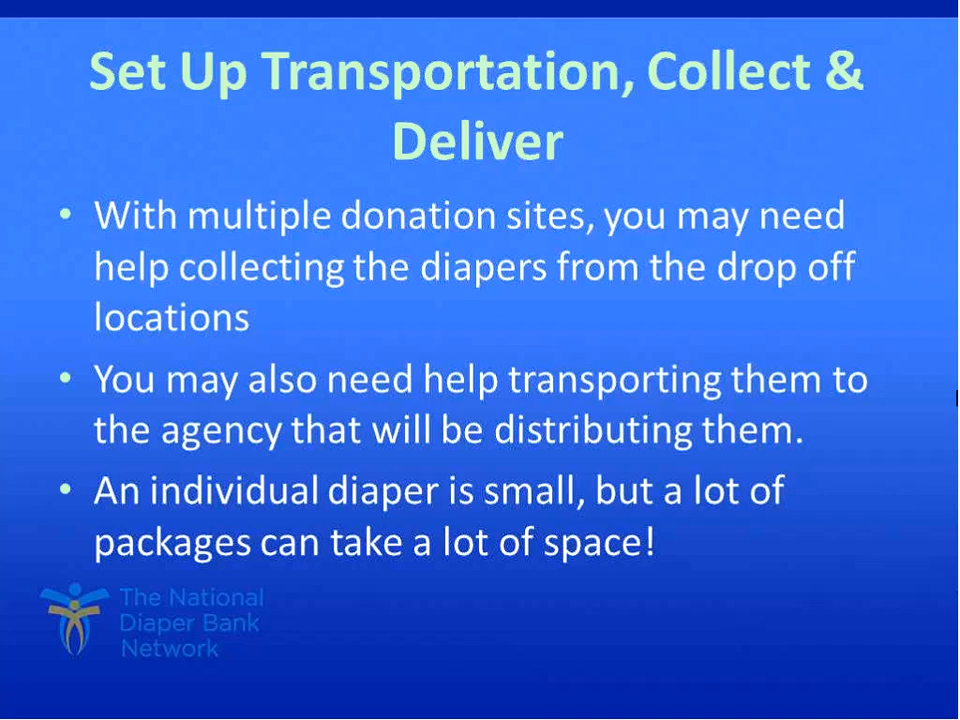 Set Up Transportation, Collect &
Deliver
• With multiple donation sites, you may need
help collecting the diapers from the drop off
locations
• You may also need help transporting them to
the agency that will be distributing them.
• An individual diaper is small, but a lot of
packages can take a lot of space!
The National
Diaper Bank
Network